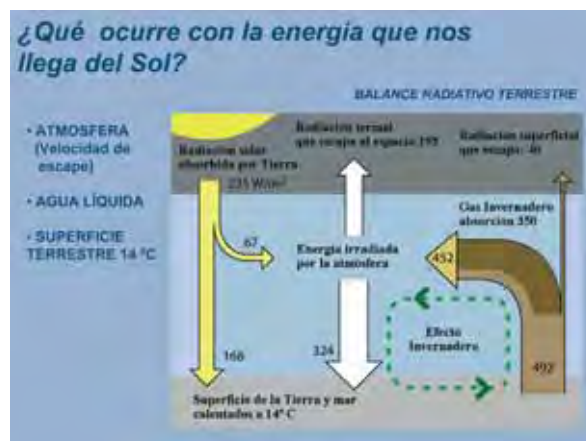 ¿Qué ocurre con la energía que nos
llega del Sol?
BALANCE RADIATIVO TERRESTRE
• ATMOSFERA
(Velocidad de
escape)
• AGUA LÍQUIDA
• SUPERFICIE
TERRESTRE 14 ºC
Radiación solar
absorbida por Tierra
235 W/m²
Radiación termal
que escapa al espacio:195
Radiación superficial
que escapa: 40
Gas Invernadero
absorción 350
67
Energía irradiada
por la atmósfera
452
Efecto
Invernadero
168
324
492
Superficie de la Tierra y mar
calentados a 14º C